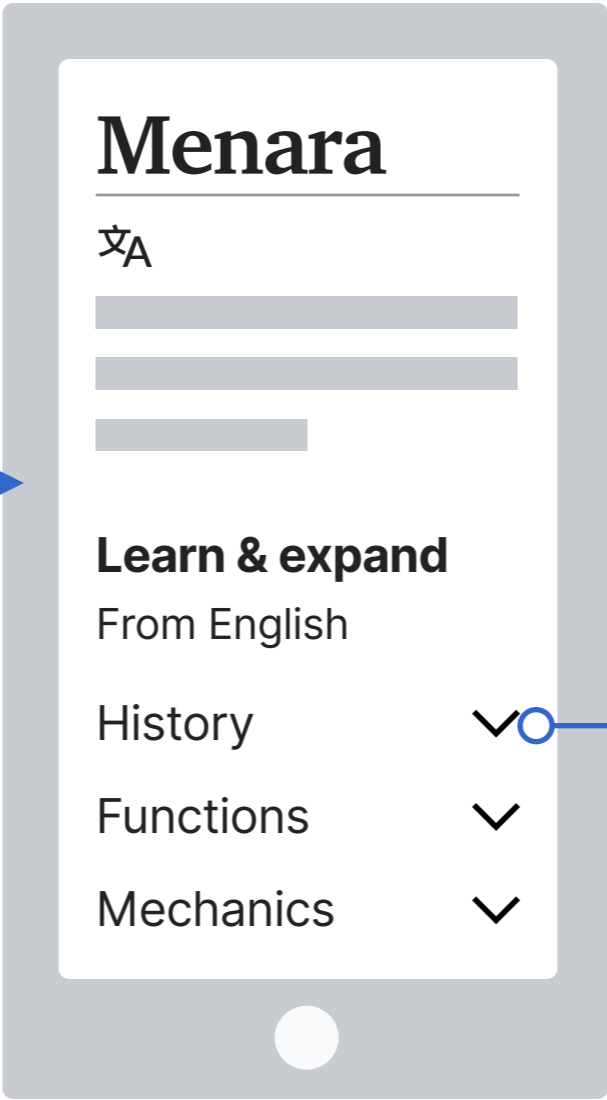 Menara
文A
Learn & expand
From English
History
Functions
Mechanics